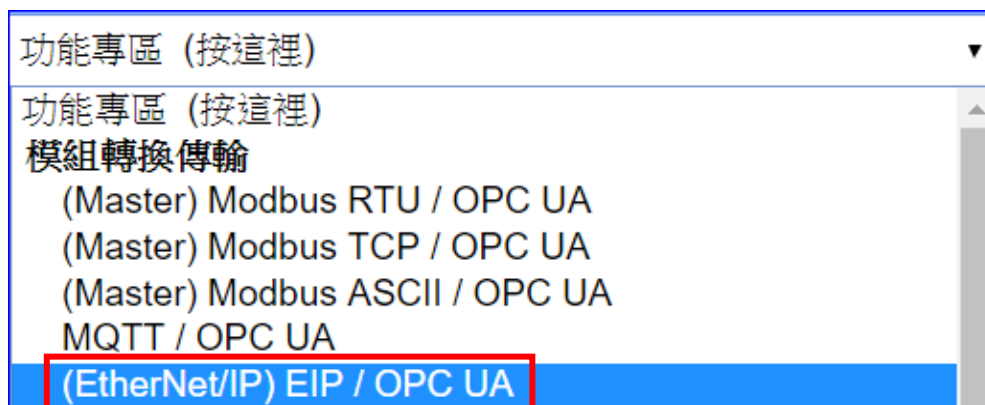 功能專區 (按這裡)
功能專區 (按這裡)
模組轉換傳輸
(Master) Modbus RTU / OPC UA
(Master) Modbus TCP / OPC UA
(Master) Modbus ASCII / OPC UA
MQTT / OPC UA
(EtherNet/IP) EIP / OPC UA